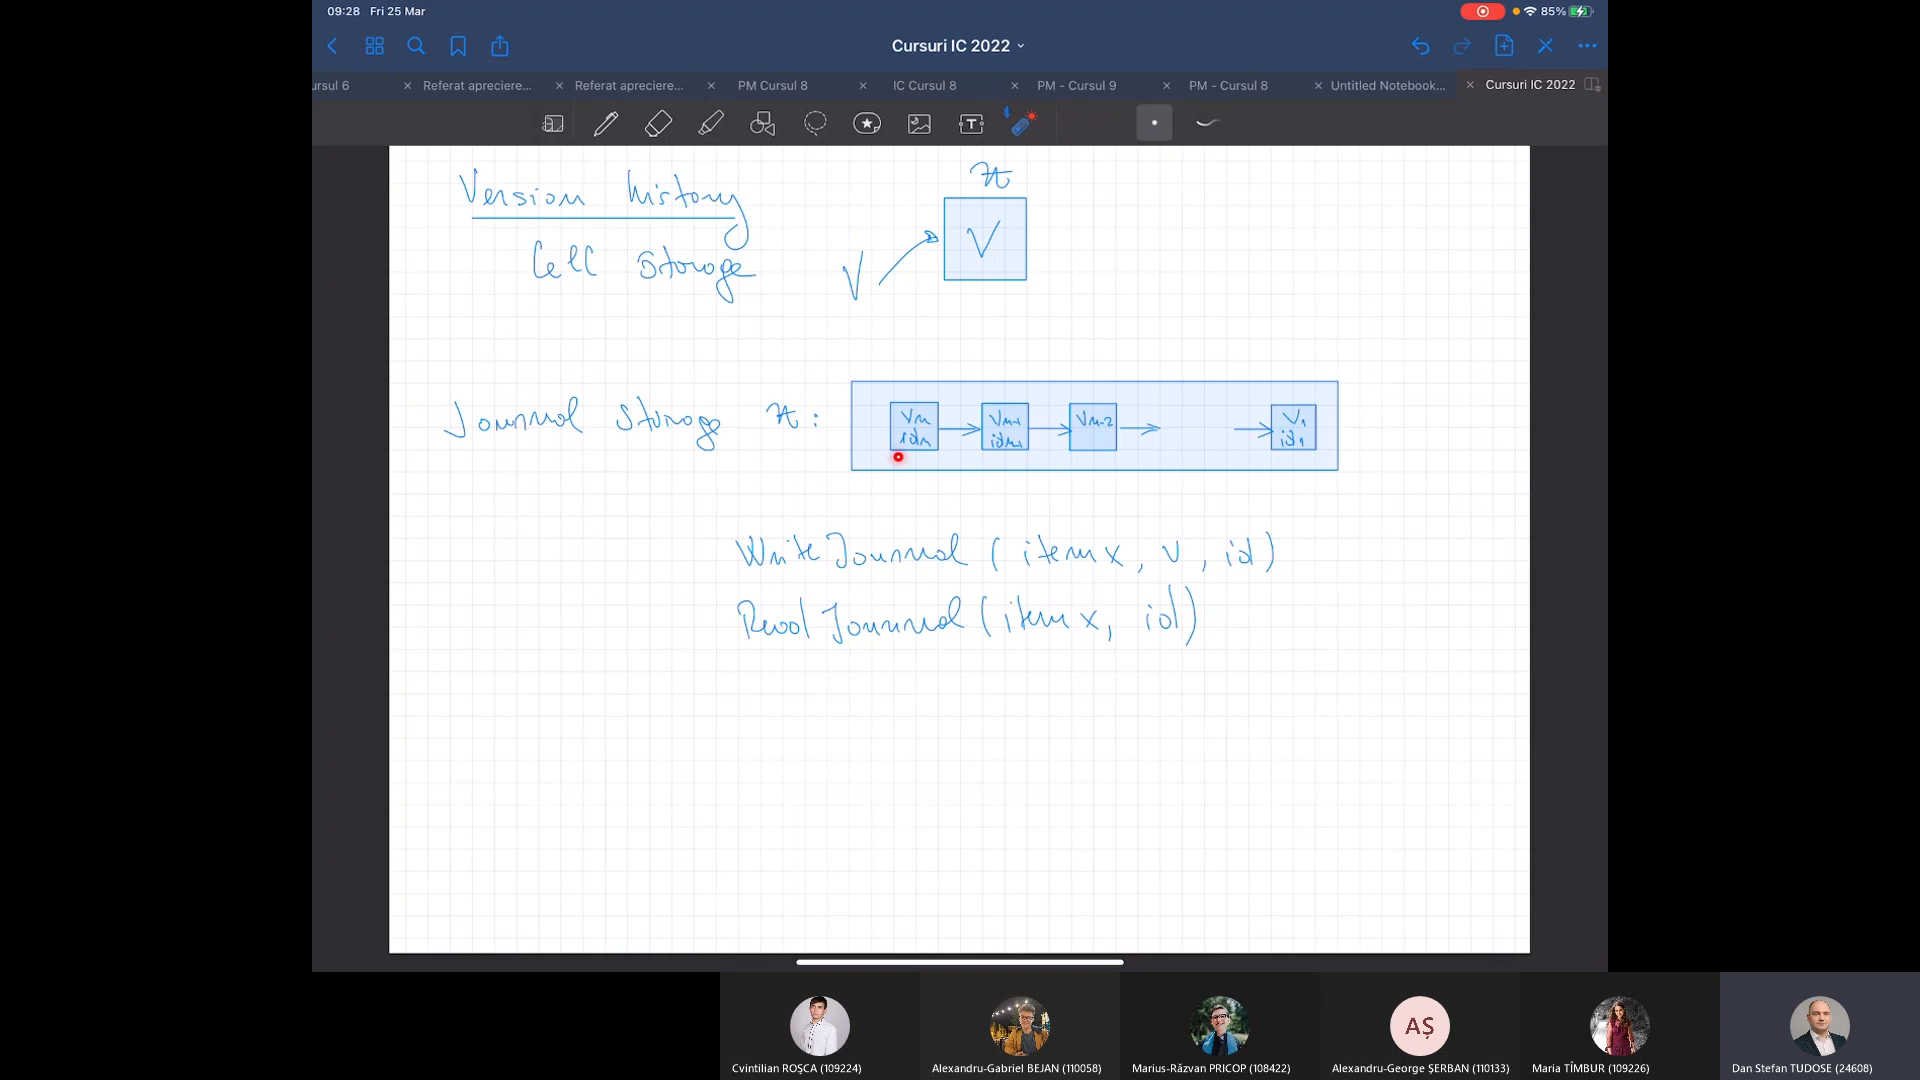 09:28 Fri 25 Mar
85%
Cursuri IC 2022
ursul 6
Referat apreciere...
Referat apreciere...
PM Cursul 8
IC Cursul 8
PM - Cursul 9
PM - Cursul 8
Untitled Notebook...
Cursuri IC 2022
x
Version history
V
Cell Storage
V
Journal Storage x :
Vn
idn
Vn-1
idn-1
Vn-2
V1
id1
Write Journal ( item x, v, id)
Read Journal (item x, id)
AȘ
Cvintilian ROȘCA (109224)
Alexandru-Gabriel BEJAN (110058)
Marius-Răzvan PRICOP (108422)
Alexandru-George ȘERBAN (110133)
Maria TÎMBUR (109226)
Dan Stefan TUDOSE (24608)